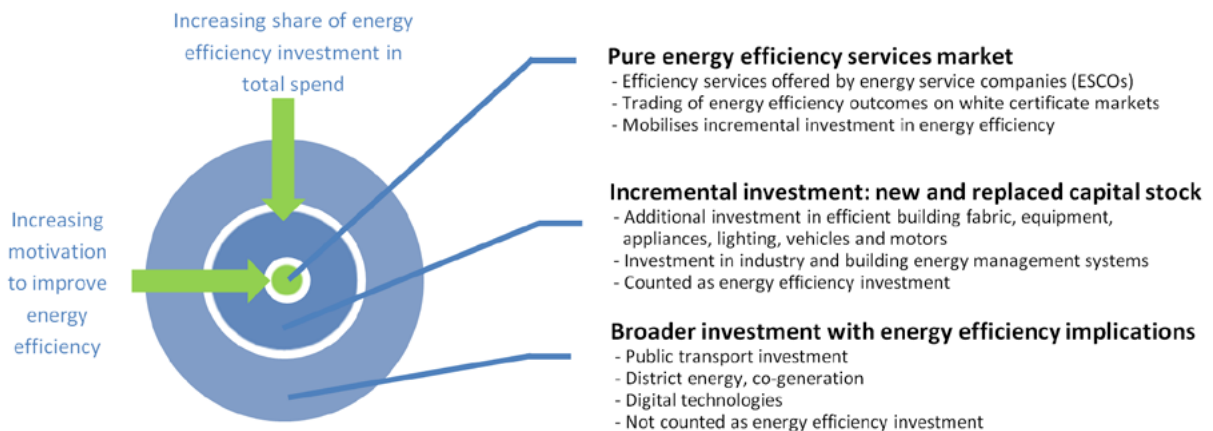 Increasing share of energy
efficiency investment in
total spend
Increasing
motivation
to improve
energy
efficiency
Pure energy efficiency services market
- Efficiency services offered by energy service companies (ESCOs)
- Trading of energy efficiency outcomes on white certificate markets
- Mobilises incremental investment in energy efficiency
Incremental investment: new and replaced capital stock
- Additional investment in efficient building fabric, equipment,
appliances, lighting, vehicles and motors
- Investment in industry and building energy management systems
- Counted as energy efficiency investment
Broader investment with energy efficiency implications
- Public transport investment
- District energy, co-generation
- Digital technologies
- Not counted as energy efficiency investment